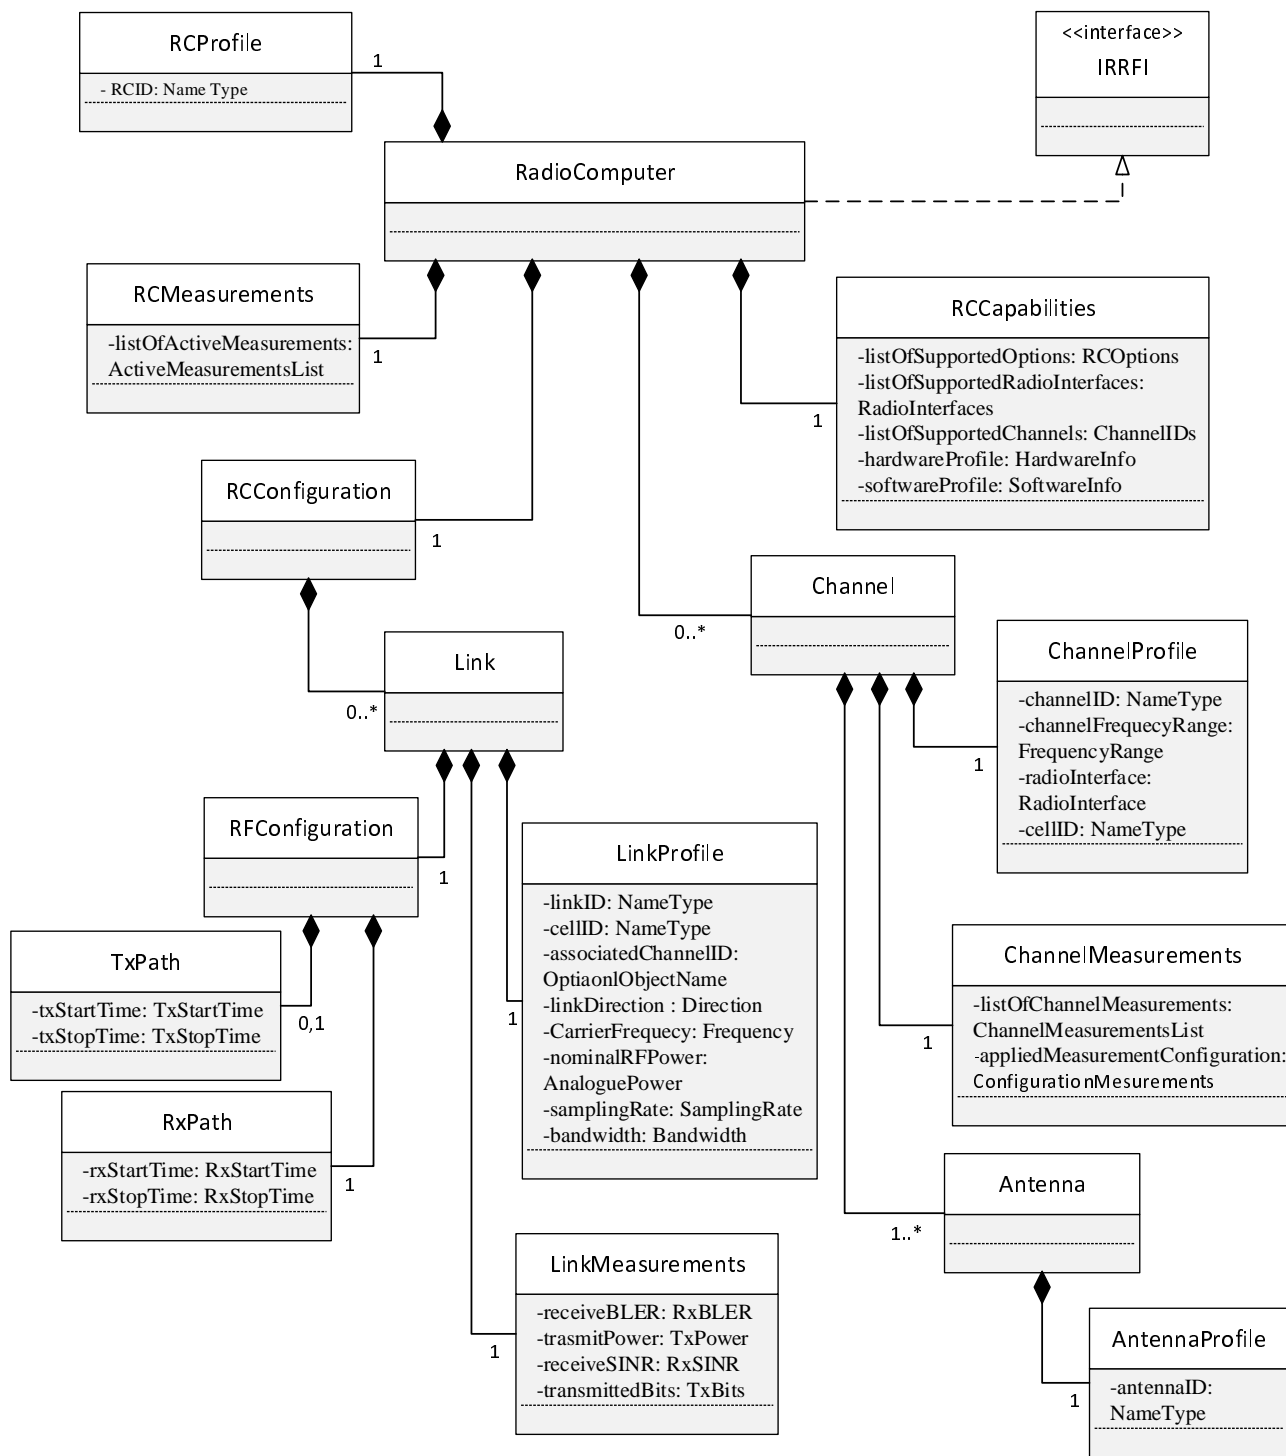 RCProfile
- RCID: Name Type
1
<<interface>>
IRRFI
RadioComputer
RCMeasurements
-listOfActiveMeasurements:
ActiveMeasurementsList
1
RCCapabilities
-listOfSupportedOptions: RCOptions
-listOfSupportedRadioInterfaces:
RadioInterfaces
-listOfSupportedChannels: ChannelIDs
-hardwareProfile: HardwareInfo
-softwareProfile: SoftwareInfo
1
RCConfiguration
1
Channel
0..*
Link
0..*
ChannelProfile
-channelID: NameType
-channelFrequecyRange:
FrequencyRange
-radioInterface:
RadioInterface
-cellID: NameType
1
RFConfiguration
1
LinkProfile
-linkID: NameType
-cellID: NameType
-associatedChannelID:
OptiaonlObjectName
-linkDirection : Direction
-CarrierFrequecy: Frequency
-nominalRFPower:
AnaloguePower
-samplingRate: SamplingRate
-bandwidth: Bandwidth
1
TxPath
-txStartTime: TxStartTime
-txStopTime: TxStopTime
0,1
ChannelMeasurements
-listOfChannelMeasurements:
ChannelMeasurementsList
-appliedMeasurementConfiguration:
ConfigurationMesurements
1
RxPath
-rxStartTime: RxStartTime
-rxStopTime: RxStopTime
1
Antenna
1..*
LinkMeasurements
-receiveBLER: RxBLER
-trasmitPower: TxPower
-receiveSINR: RxSINR
-transmittedBits: TxBits
1
AntennaProfile
-antennaID:
NameType
1